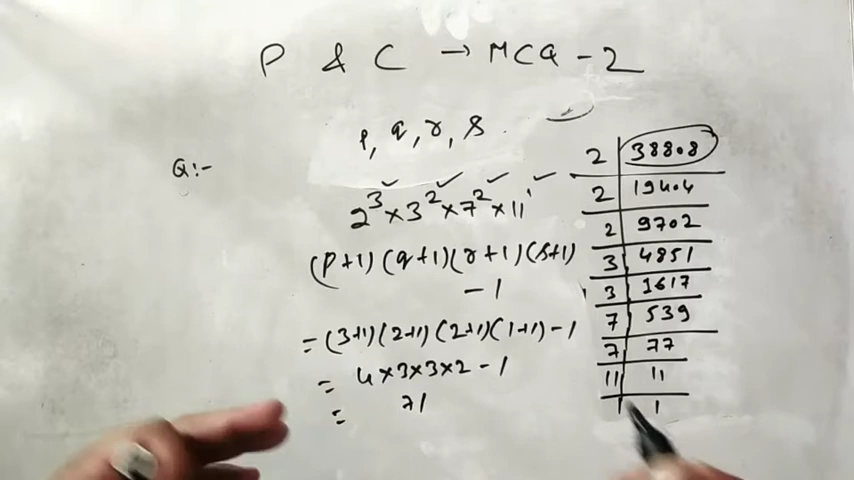 P & C → MCQ - 2
p, q, r, s
Q:-
2³ × 3² × 7² × 11¹
(p+1) (q+1) (r+1) (s+1)
- 1
= (3+1) (2+1) (2+1) (1+1) - 1
= 4 × 3 × 3 × 2 - 1
= 71
2 | 38808
2 | 19404
2 | 9702
3 | 4851
3 | 1617
7 | 539
7 | 77
11 | 11
1 | 1